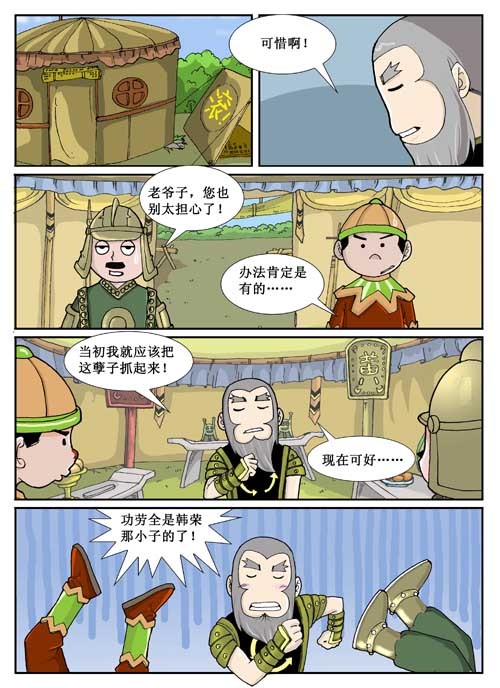 滚!
可惜啊!
老爷子,您也
别太担心了!
办法肯定是
有的……
当初我就应该把
这孽子抓起来!
黄
现在可好……
功劳全是韩荣
那小子的了!